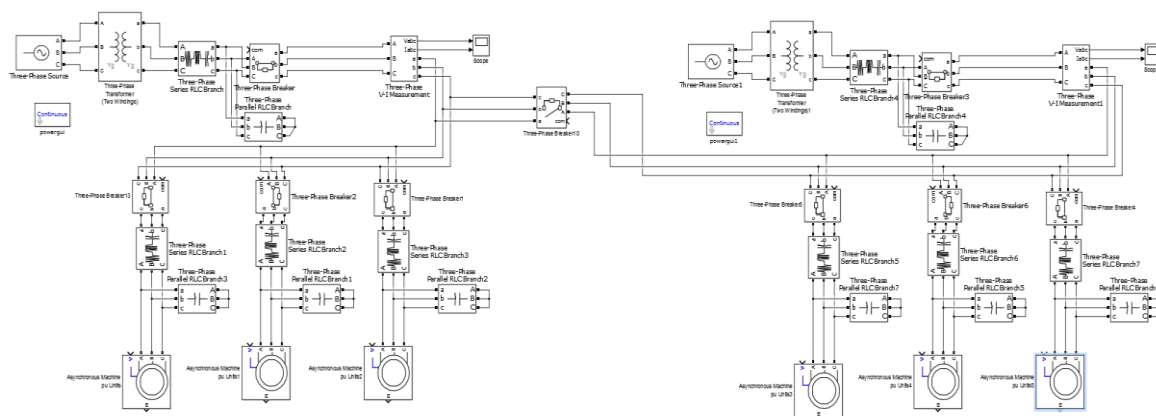 Three-Phase Source
Three-Phase
Transformer
(Two Windings)
Three-Phase
Series RLC Branch
Three-Phase Breaker
Three-Phase
Parallel RLC Branch
Three-Phase
V-I Measurement
Vabc
Iabc
Scope
Continuous
powergui
Three-Phase Breaker10
Three-Phase Breaker13
Three-Phase Breaker2
Three-Phase Breaker1
Three-Phase
Series RLC Branch1
Three-Phase
Series RLC Branch2
Three-Phase
Series RLC Branch3
Three-Phase
Parallel RLC Branch3
Three-Phase
Parallel RLC Branch1
Three-Phase
Parallel RLC Branch2
Asynchronous Machine
pu Units
Asynchronous Machine
pu Units1
Asynchronous Machine
pu Units2
Three-Phase Source1
Three-Phase
Transformer
(Two Windings)1
Three-Phase
Series RLC Branch4
Three-Phase Breaker3
Three-Phase
Parallel RLC Branch4
Vabc
Iabc
Three-Phase
V-I Measurement1
Scope
Continuous
powergui1
Three-Phase Breaker6
Three-Phase Breaker4
Three-Phase
Series RLC Branch5
Three-Phase
Series RLC Branch6
Three-Phase
Series RLC Branch7
Three-Phase
Parallel RLC Branch7
Three-Phase
Parallel RLC Branch5
Three-Phase
Parallel RLC Branch
Asynchronous Machine
pu Units3
Asynchronous Machine
pu Units4
Asynchronous Machine
pu Units5